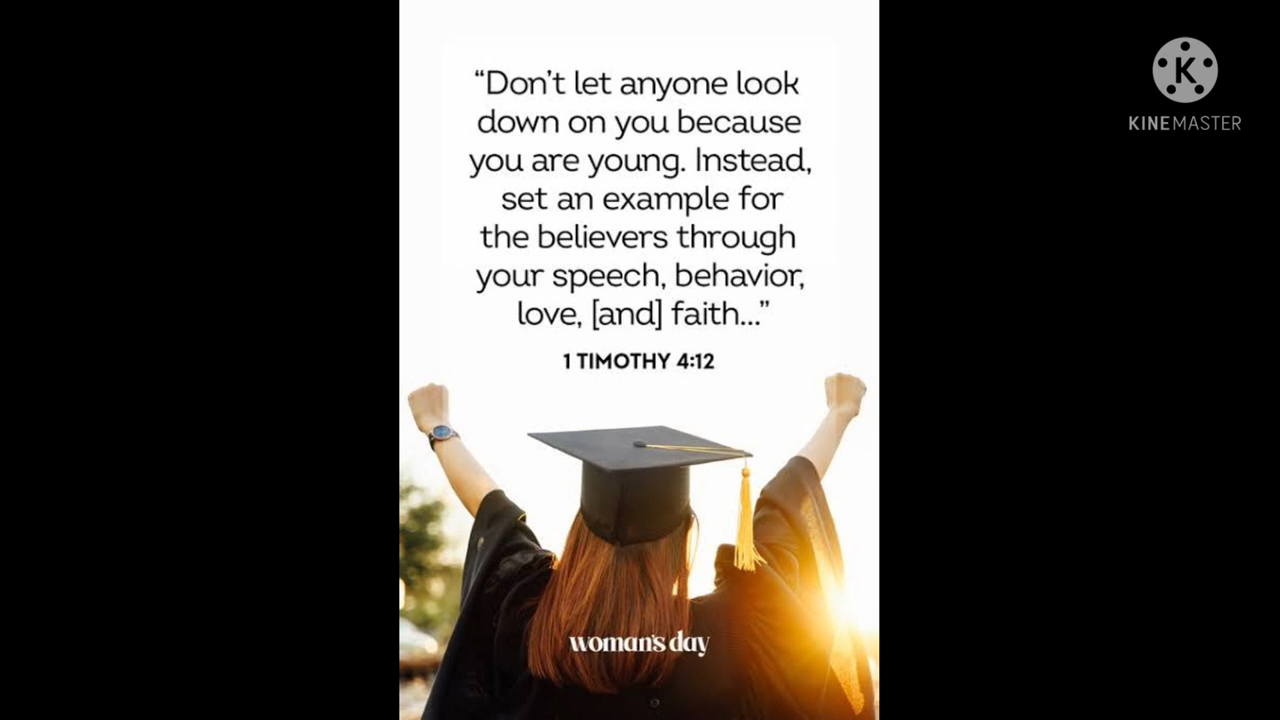 “Don’t let anyone look
down on you because
you are young. Instead,
set an example for
the believers through
your speech, behavior,
love, [and] faith...”
1 TIMOTHY 4:12
woman's day
K
KINEMASTER